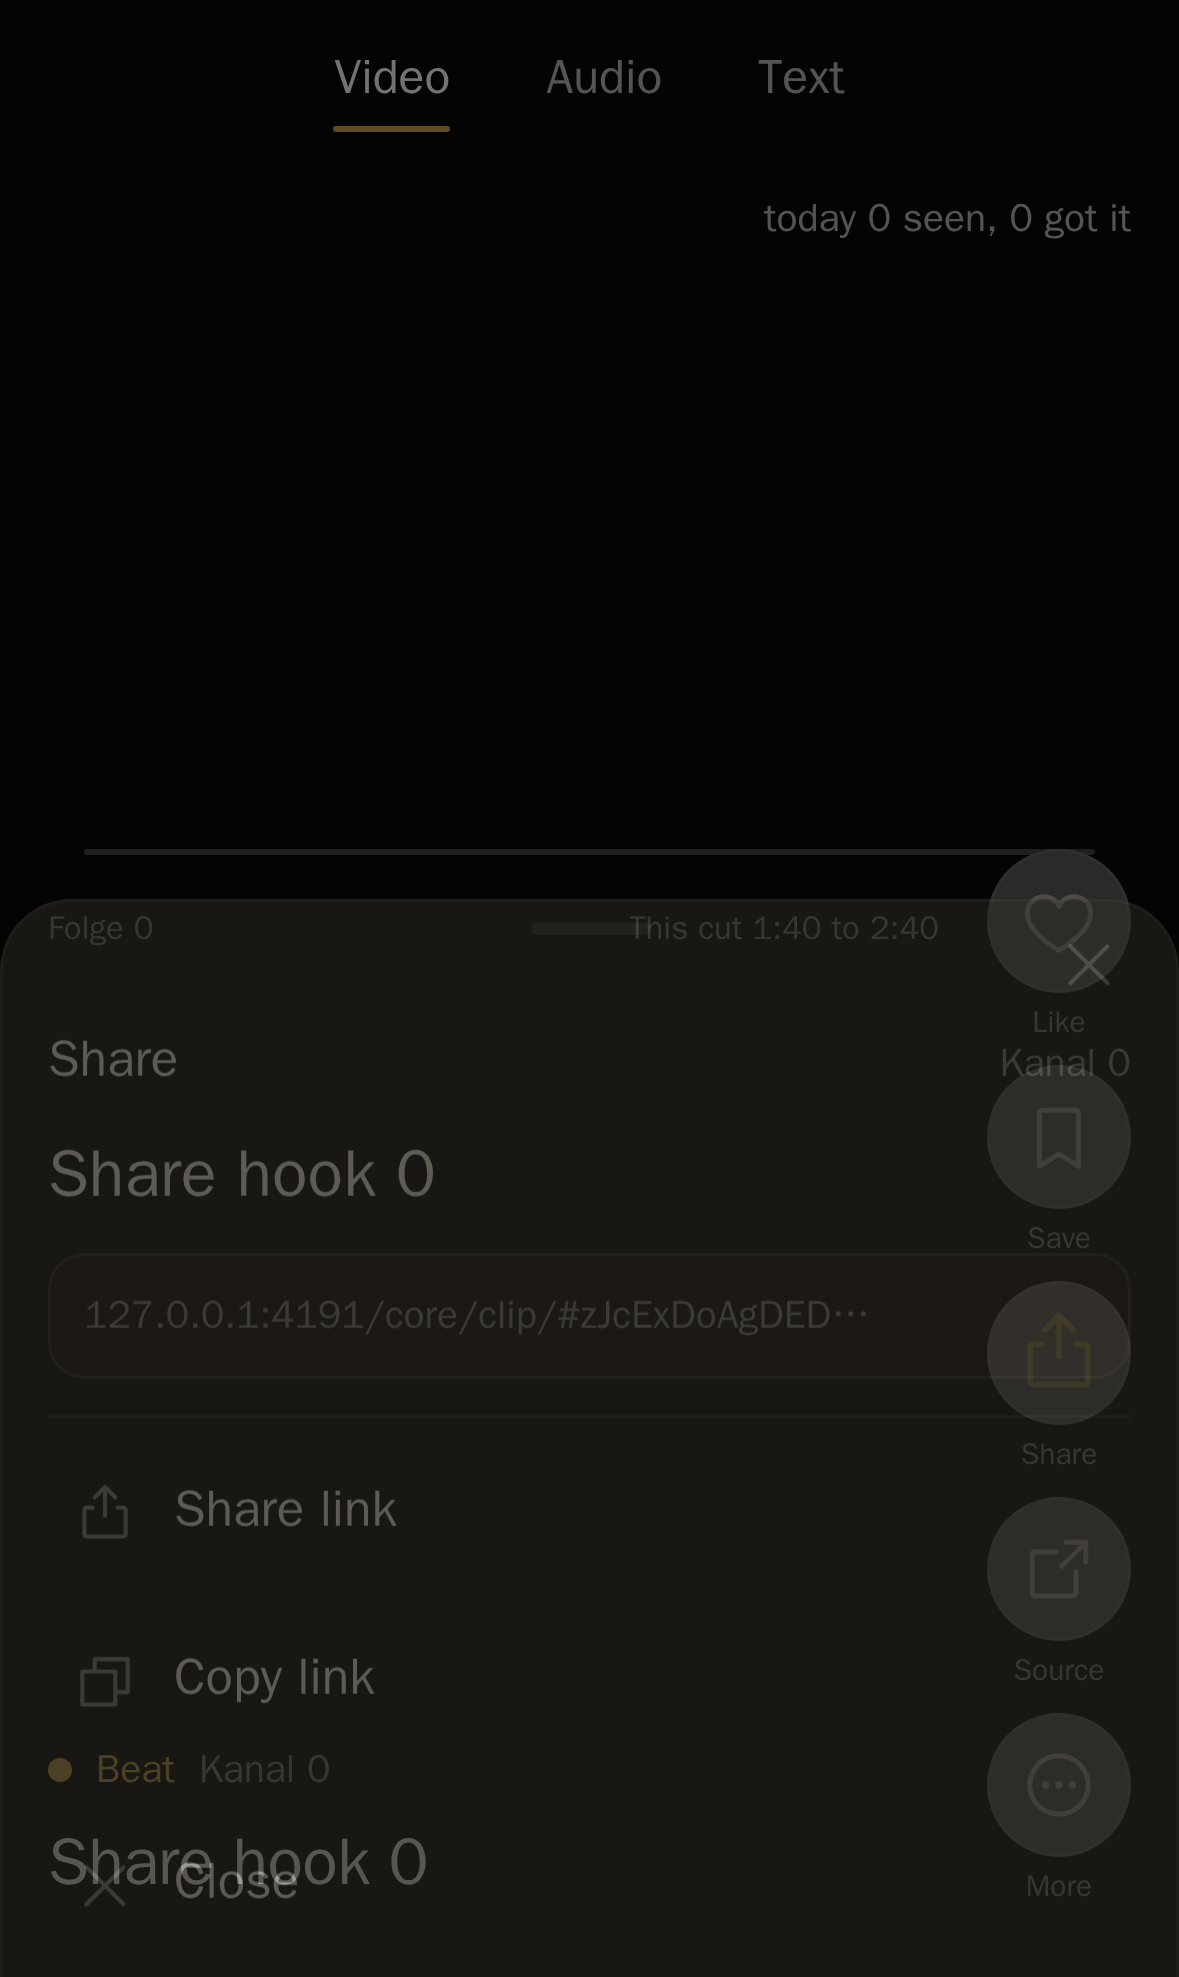 Video Audio Text
today 0 seen, 0 got it
Folge 0 This cut 1:40 to 2:40
Like
Share Kanal 0
Share hook 0
Save
127.0.0.1:4191/core/clip/#zJcExDoAgDED···
Share
Share link
Source
Copy link
Beat Kanal 0
Share hook 0
Close
More